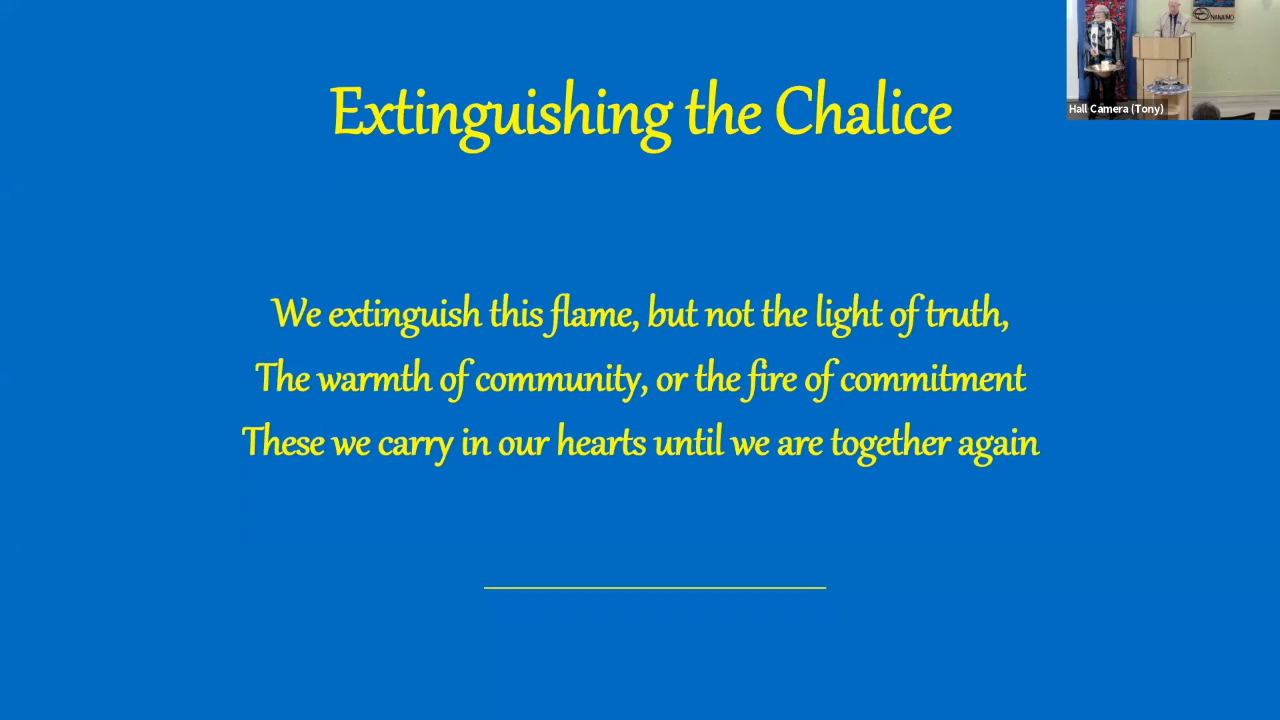 Extinguishing the Chalice
We extinguish this flame, but not the light of truth,
The warmth of community, or the fire of commitment
These we carry in our hearts until we are together again
NANAIMO
Hall Camera (Tony)